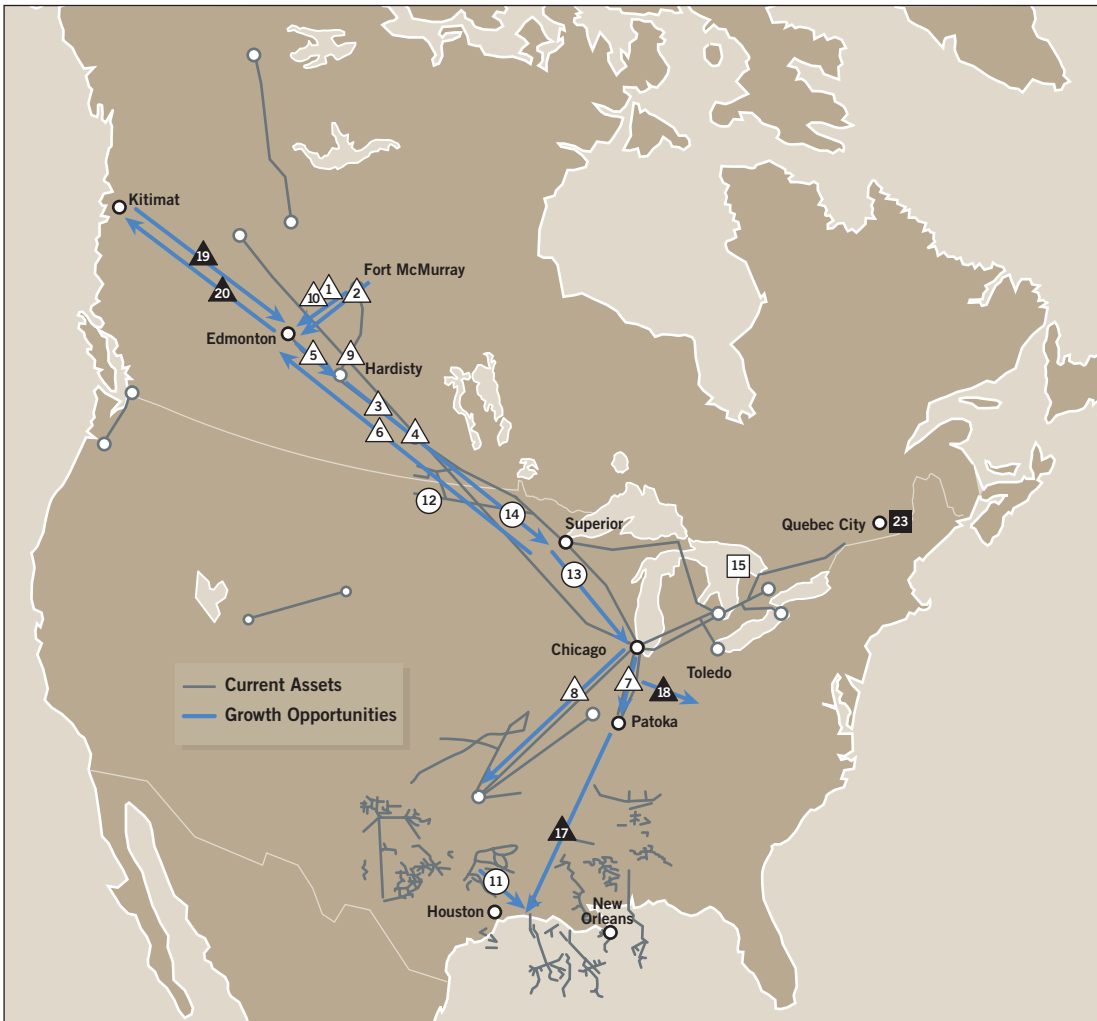 Kitimat
19
20
Fort McMurray
1
10
2
Edmonton
5
9
Hardisty
3
6
4
12
14
Superior
Quebec City
23
13
15
Chicago
Toledo
8
7
18
Current Assets
Growth Opportunities
Patoka
17
11
Houston
New
Orleans